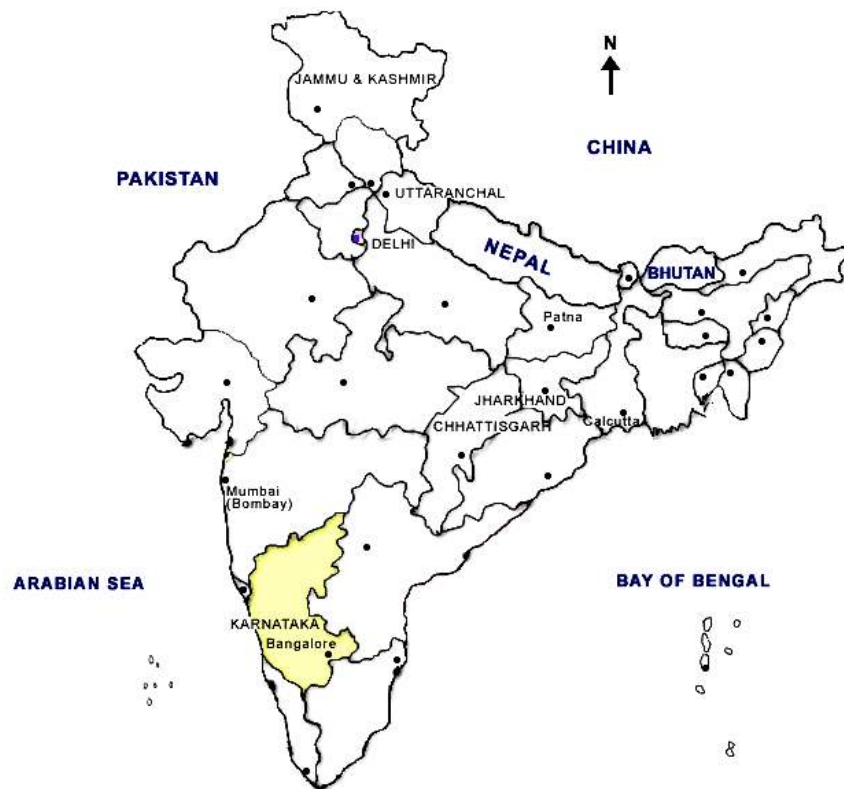 N
JAMMU & KASHMIR
CHINA
PAKISTAN
UTTARANCHAL
DELHI
NEPAL
BHUTAN
Patna
JHARKHAND
CHHATTISGARH
Calcutta
Mumbai
(Bombay)
ARABIAN SEA
BAY OF BENGAL
KARNATAKA
Bangalore